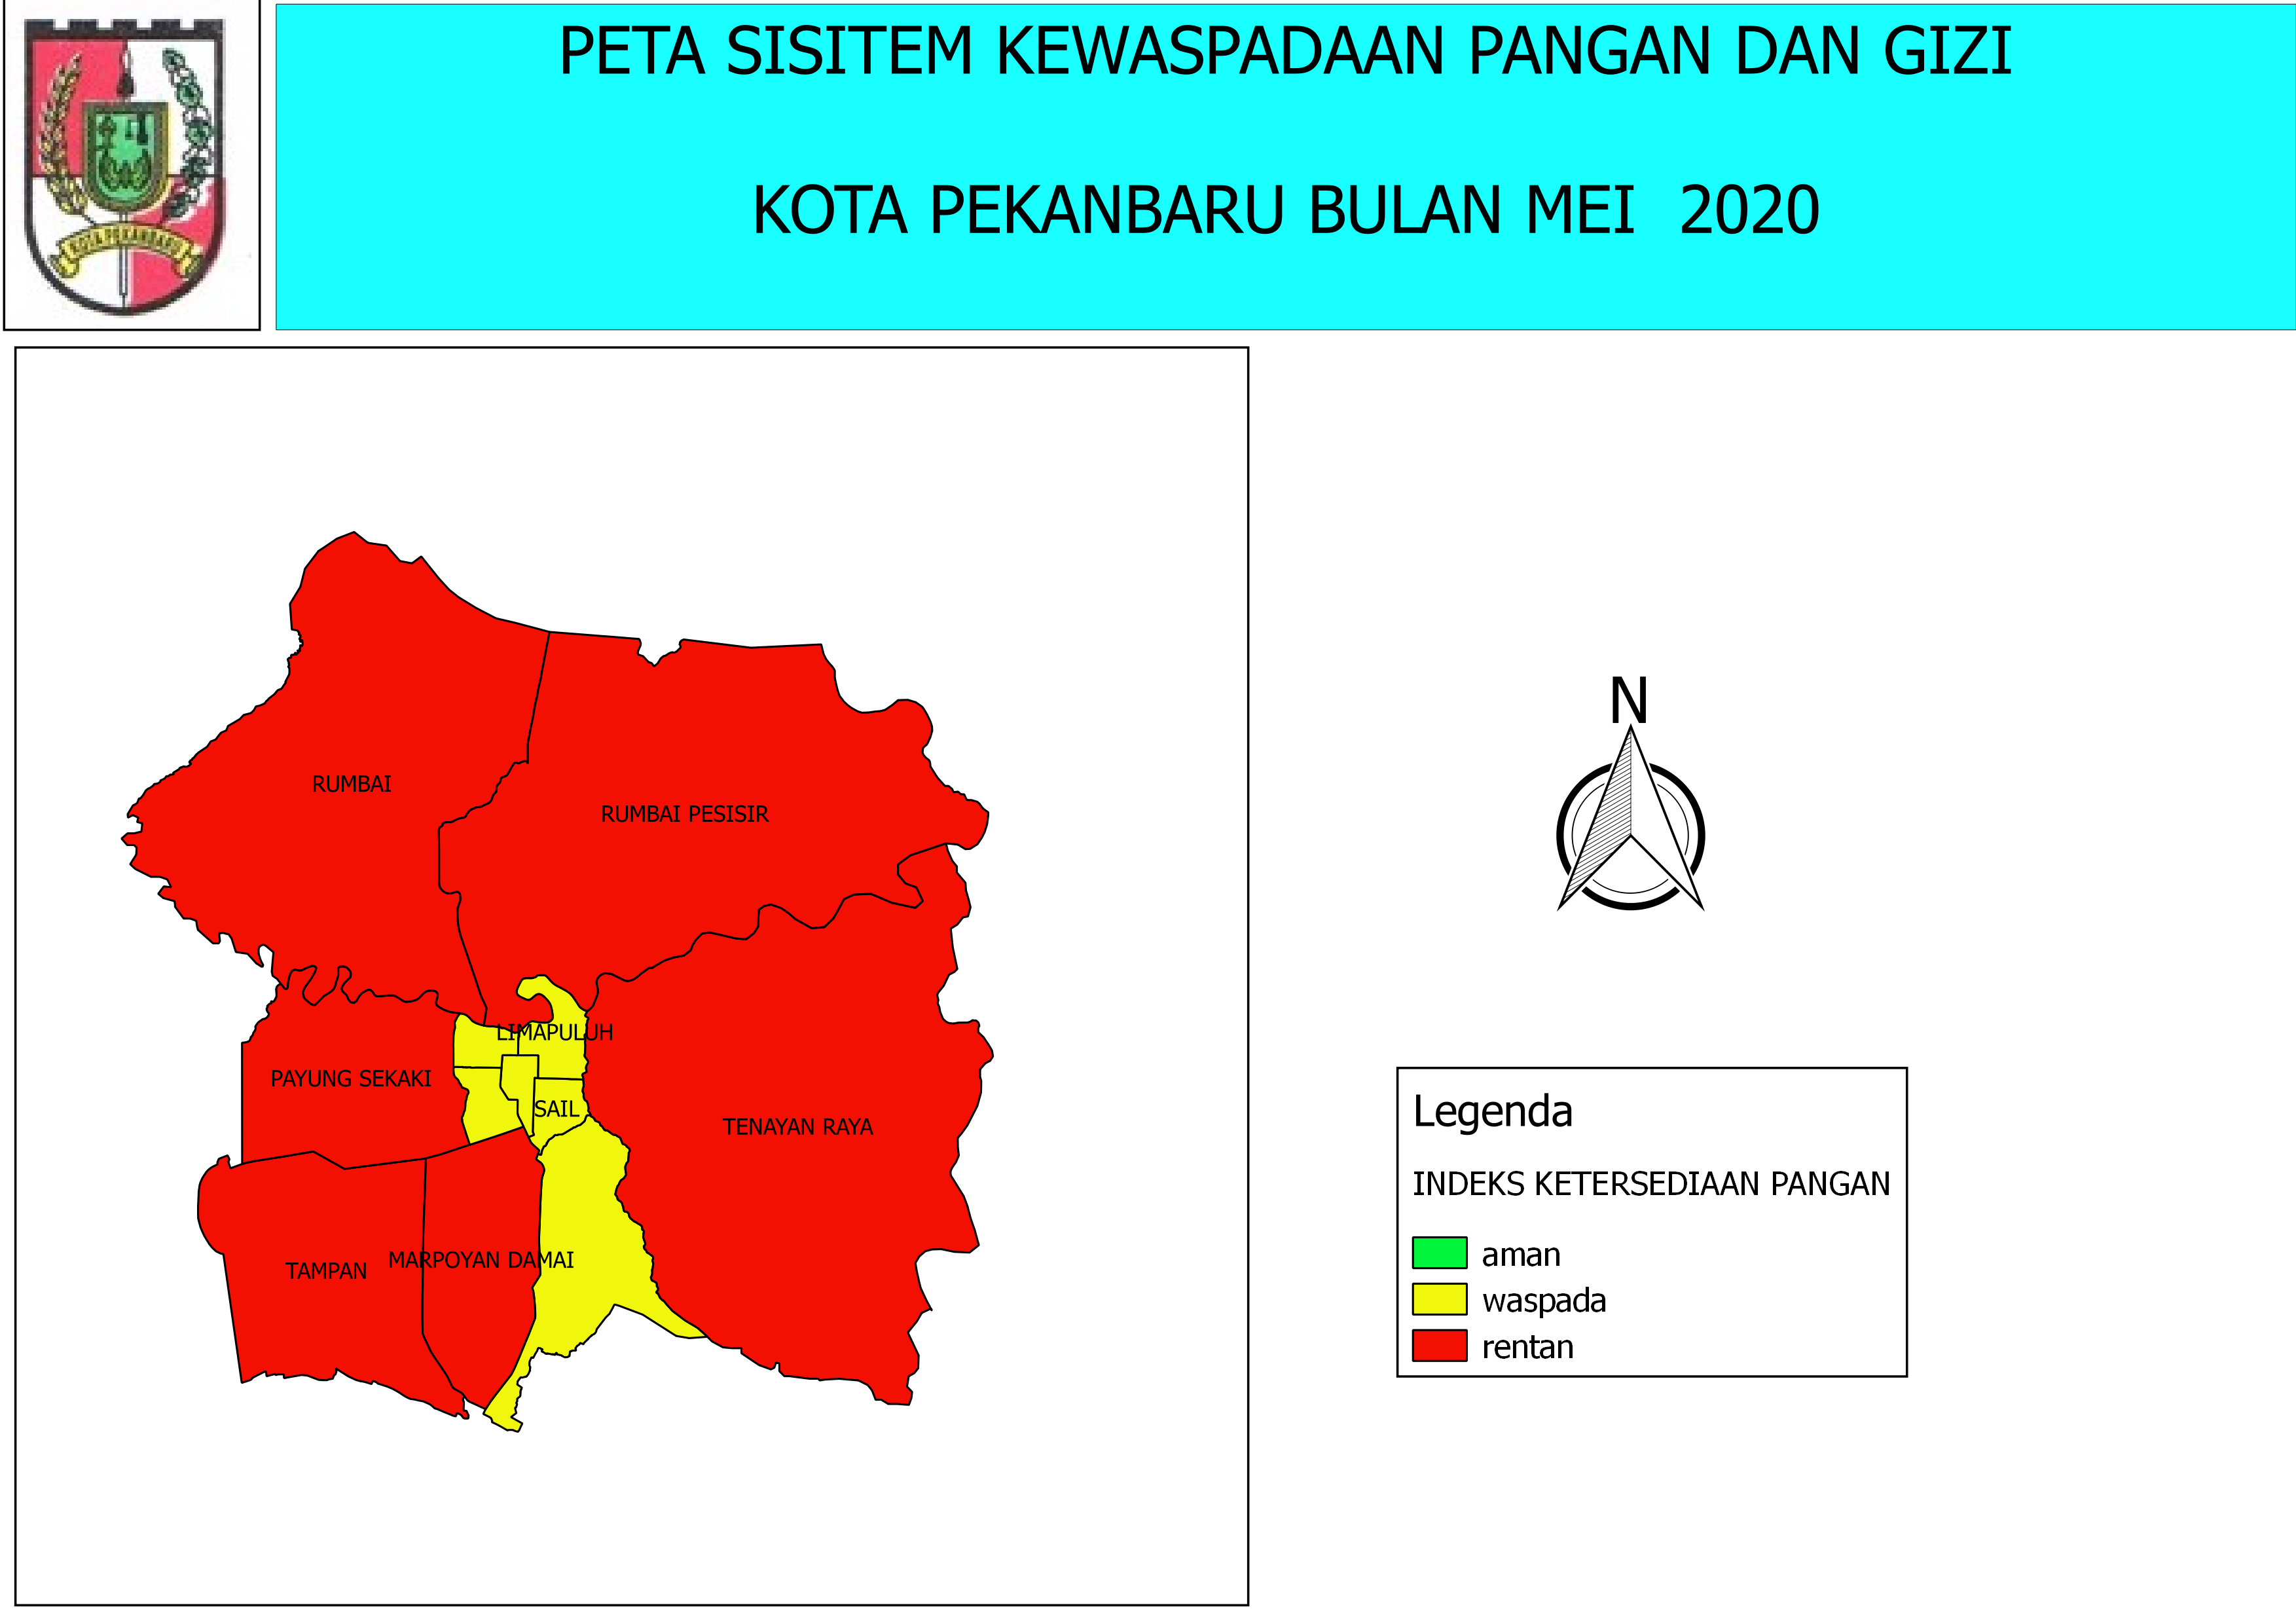 PETA SISITEM KEWASPADAAN PANGAN DAN GIZI
KOTA PEKANBARU BULAN MEI 2020
KOTA PEKANBARU
RUMBAI
RUMBAI PESISIR
LIMAPULUH
PAYUNG SEKAKI
SAIL
TENAYAN RAYA
MARPOYAN DAMAI
TAMPAN
N
Legenda
INDEKS KETERSEDIAAN PANGAN
aman
waspada
rentan